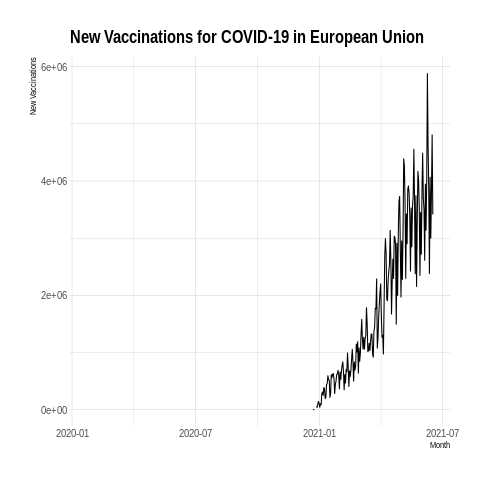 New Vaccinations for COVID-19 in European Union
New Vaccinations
6e+06
4e+06
2e+06
0e+00
2020-01
2020-07
2021-01
2021-07
Month